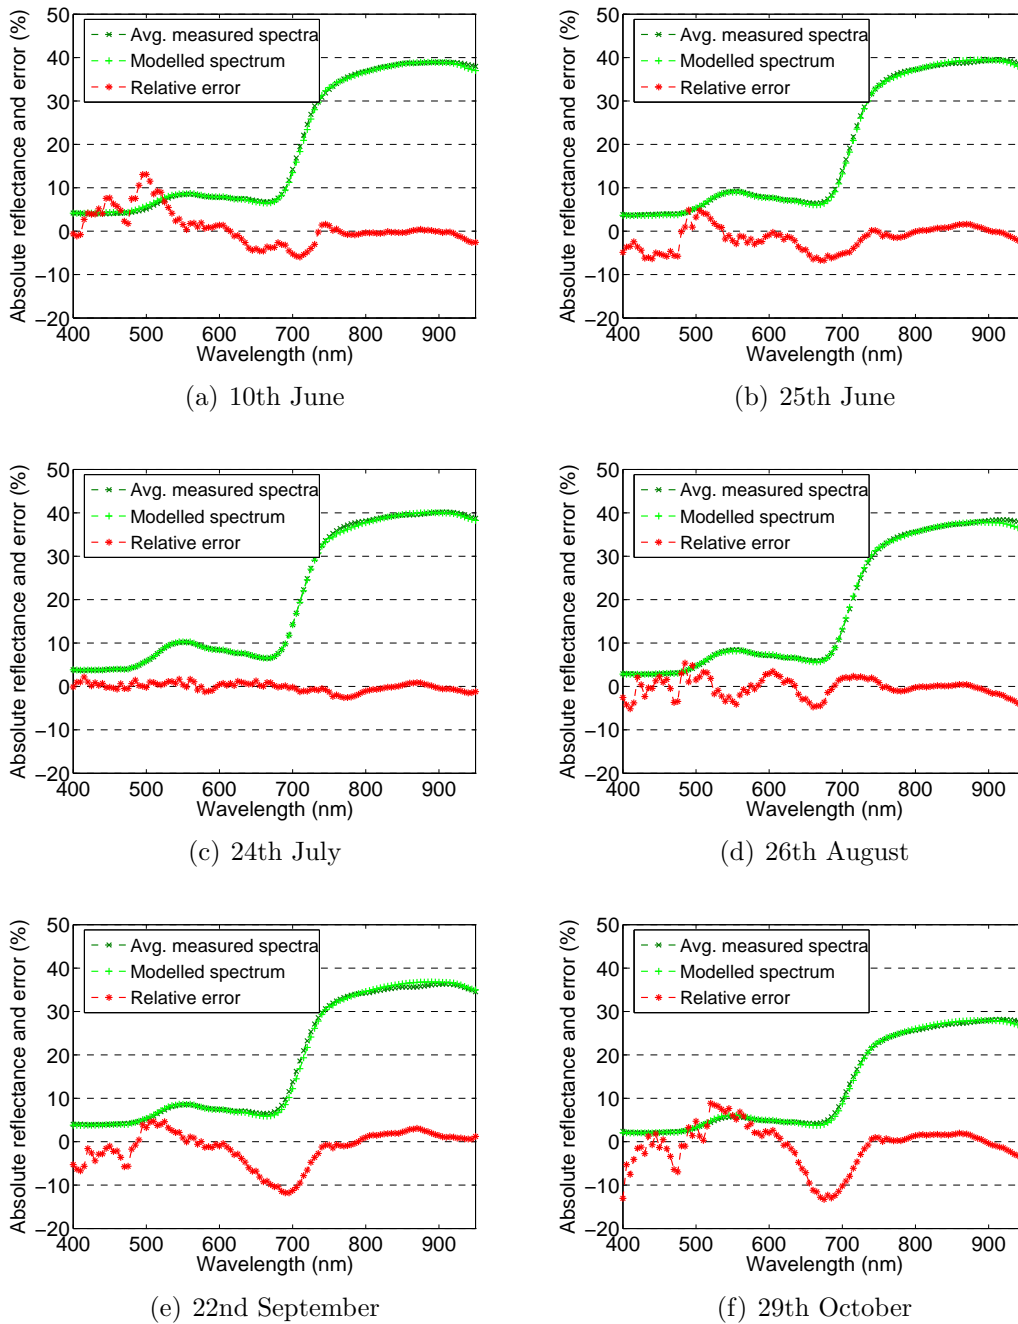 Absolute reflectance and error (%)
50
40
30
20
10
0
−10
−20
Avg. measured spectra
Modelled spectrum
Relative error
400 500 600 700 800 900
Wavelength (nm)
(a) 10th June
Absolute reflectance and error (%)
50
40
30
20
10
0
−10
−20
Avg. measured spectra
Modelled spectrum
Relative error
400 500 600 700 800 900
Wavelength (nm)
(b) 25th June
Absolute reflectance and error (%)
50
40
30
20
10
0
−10
−20
Avg. measured spectra
Modelled spectrum
Relative error
400 500 600 700 800 900
Wavelength (nm)
(c) 24th July
Absolute reflectance and error (%)
50
40
30
20
10
0
−10
−20
Avg. measured spectra
Modelled spectrum
Relative error
400 500 600 700 800 900
Wavelength (nm)
(d) 26th August
Absolute reflectance and error (%)
50
40
30
20
10
0
−10
−20
Avg. measured spectra
Modelled spectrum
Relative error
400 500 600 700 800 900
Wavelength (nm)
(e) 22nd September
Absolute reflectance and error (%)
50
40
30
20
10
0
−10
−20
Avg. measured spectra
Modelled spectrum
Relative error
400 500 600 700 800 900
Wavelength (nm)
(f) 29th October